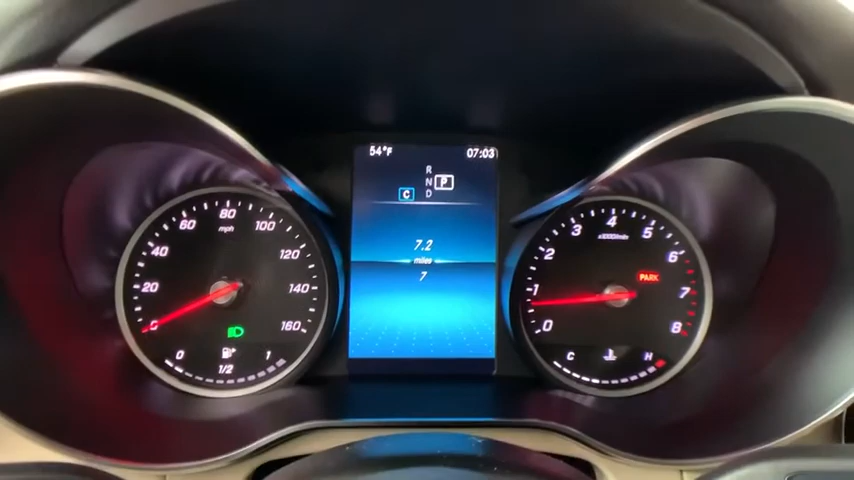 54°F 07:03
R
N P
C D
7.2
miles
7
0 20 40 60 80 100 120 140 160
mph
0 1/2 1
0 1 2 3 4 5 6 7 8
x1000/min
PARK
C H